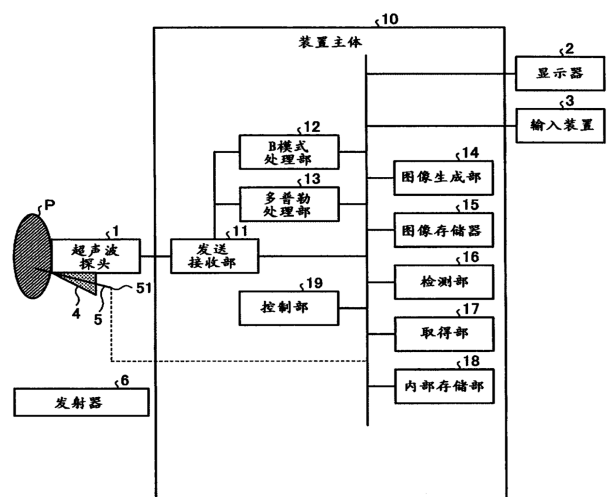 10
装置主体
2
显示器
3
输入装置
12
B模式
处理部
13
多普勒
处理部
14
图像生成部
15
图像存储器
P
1
超声波
探头
11
发送
接收部
16
检测部
4
5
51
19
控制部
17
取得部
18
内部存储部
6
发射器